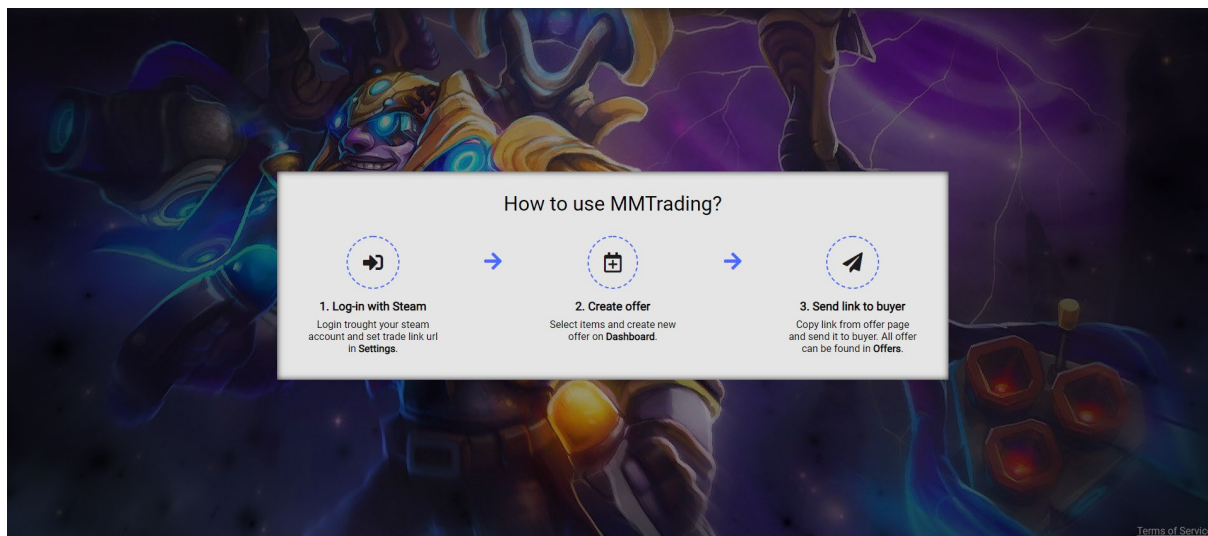 How to use MMTrading?
1. Log-in with Steam
Login trought your steam
account and set trade link url
in Settings.
2. Create offer
Select items and create new
offer on Dashboard.
3. Send link to buyer
Copy link from offer page
and send it to buyer. All offer
can be found in Offers.
Terms of Servic